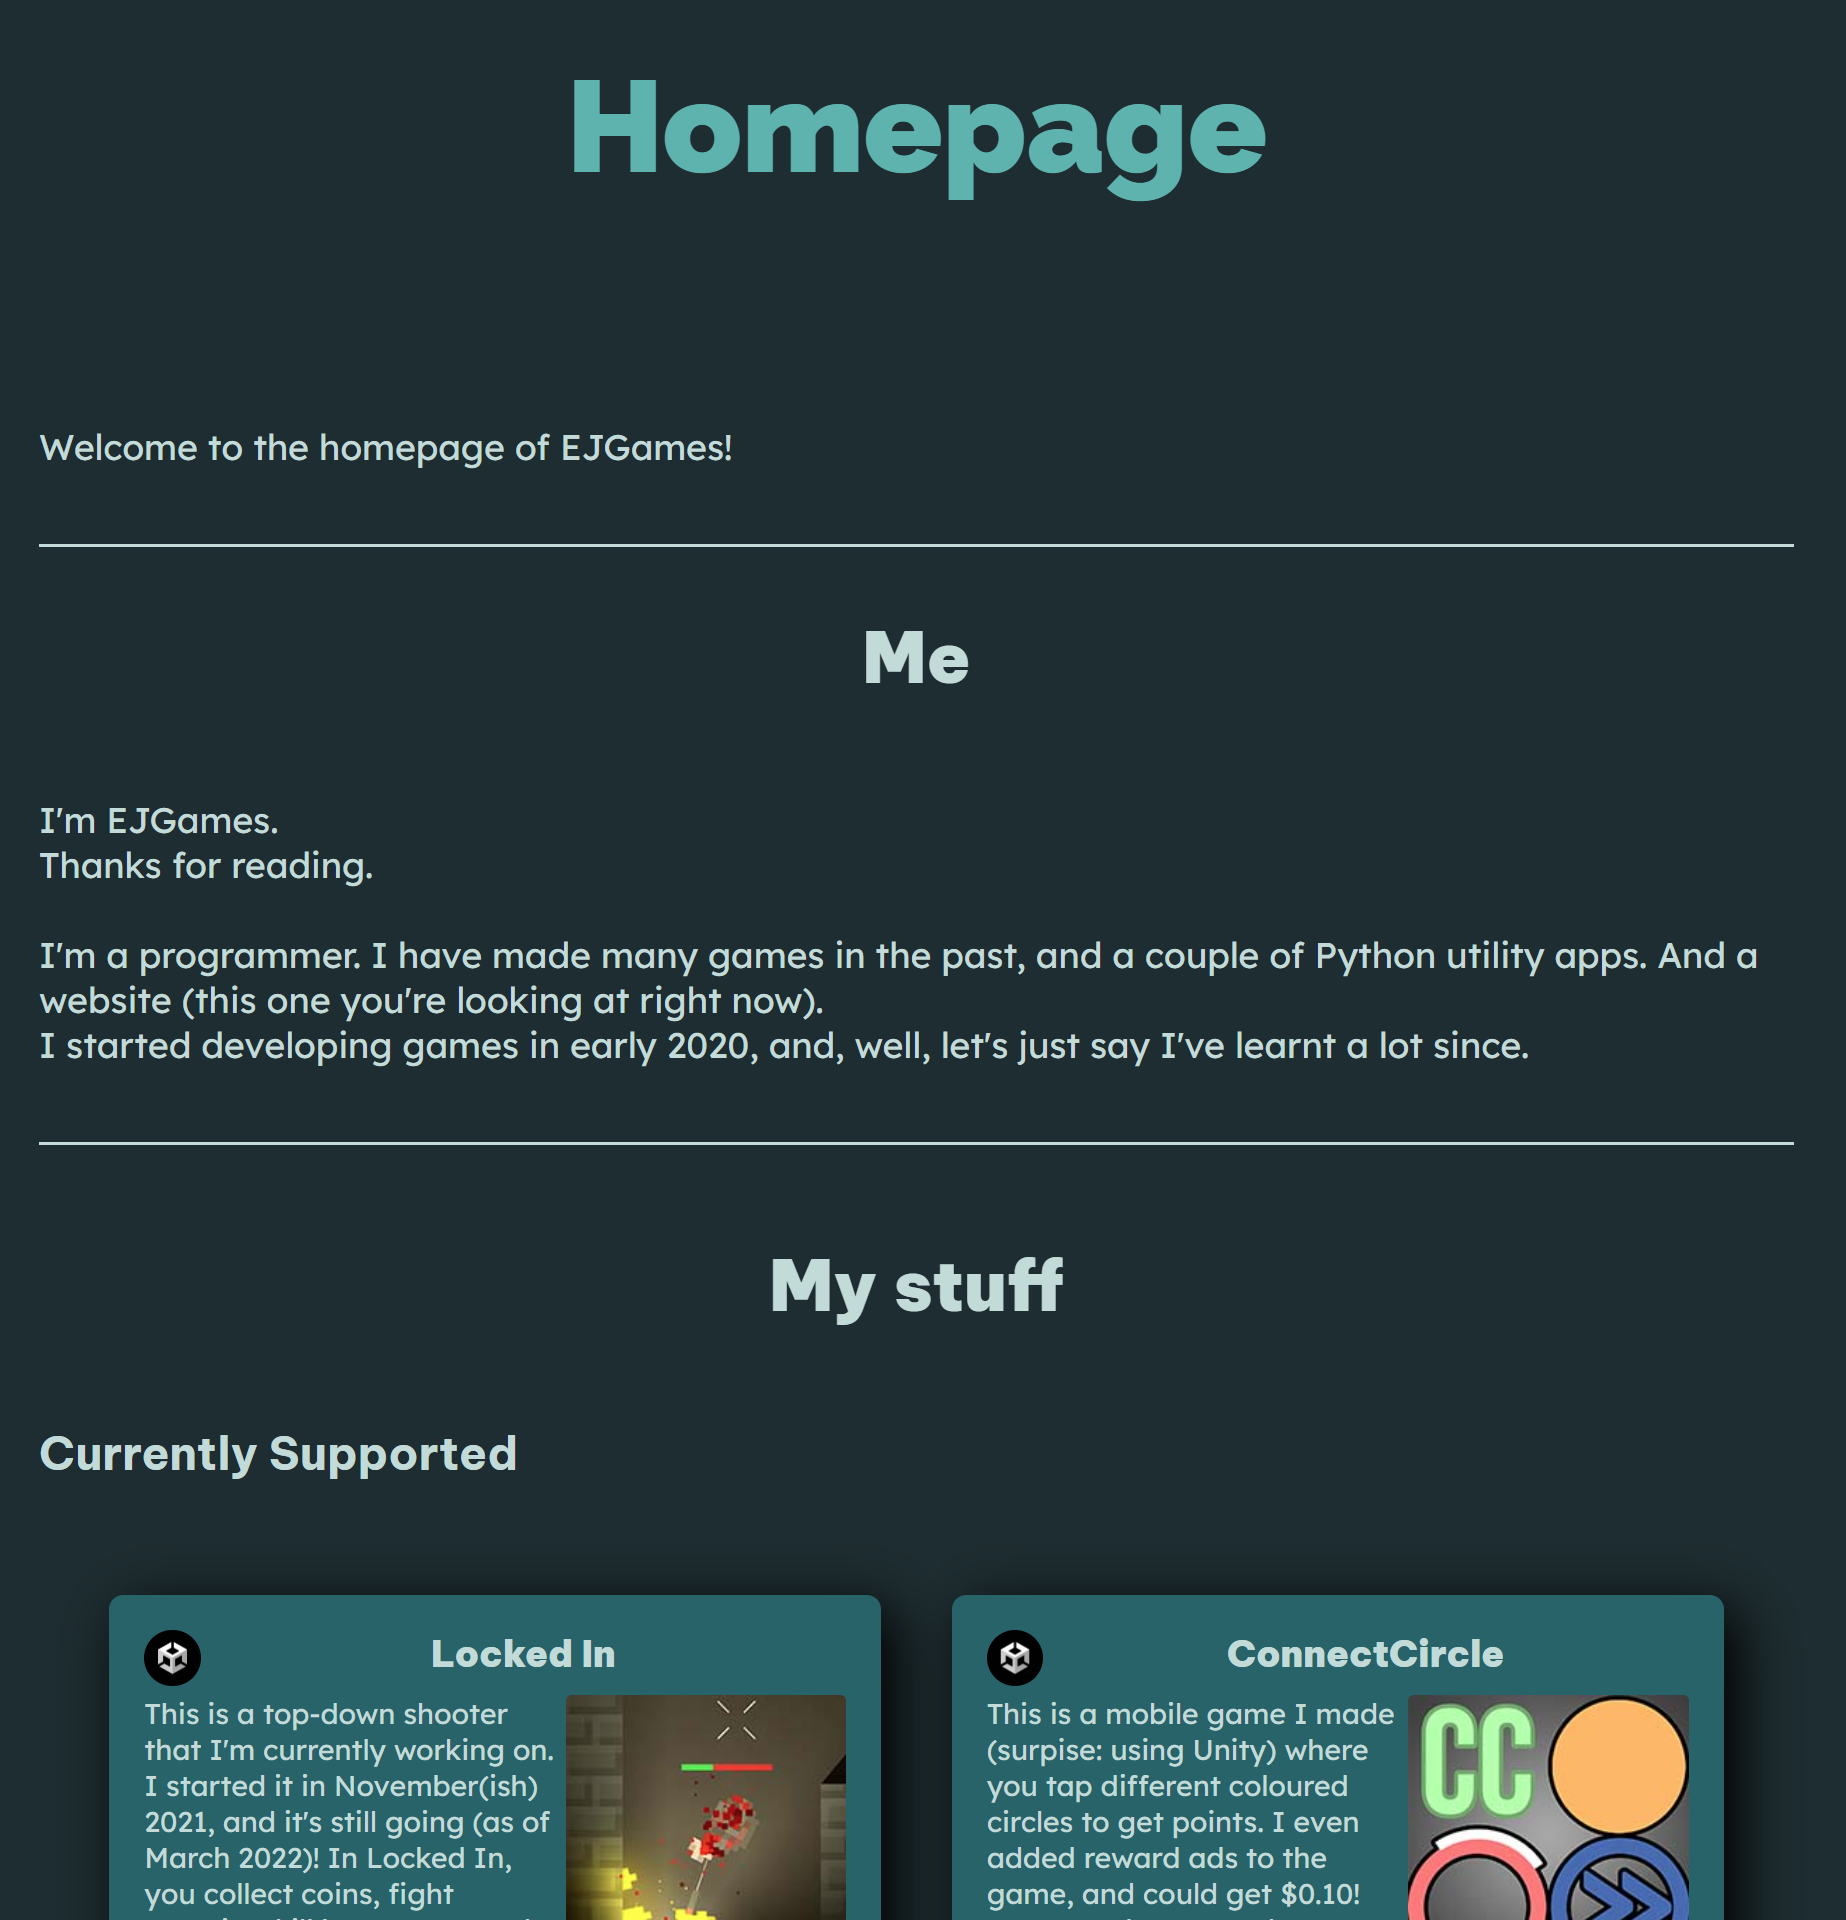 Homepage
Welcome to the homepage of EJGames!
Me
I'm EJGames.
Thanks for reading.
I'm a programmer. I have made many games in the past, and a couple of Python utility apps. And a
website (this one you're looking at right now).
I started developing games in early 2020, and, well, let's just say I've learnt a lot since.
My stuff
Currently Supported
Locked In
This is a top-down shooter
that I'm currently working on.
I started it in November(ish)
2021, and it's still going (as of
March 2022)! In Locked In,
you collect coins, fight
ConnectCircle
This is a mobile game I made
(surpise: using Unity) where
you tap different coloured
circles to get points. I even
added reward ads to the
game, and could get $0.10!
CC